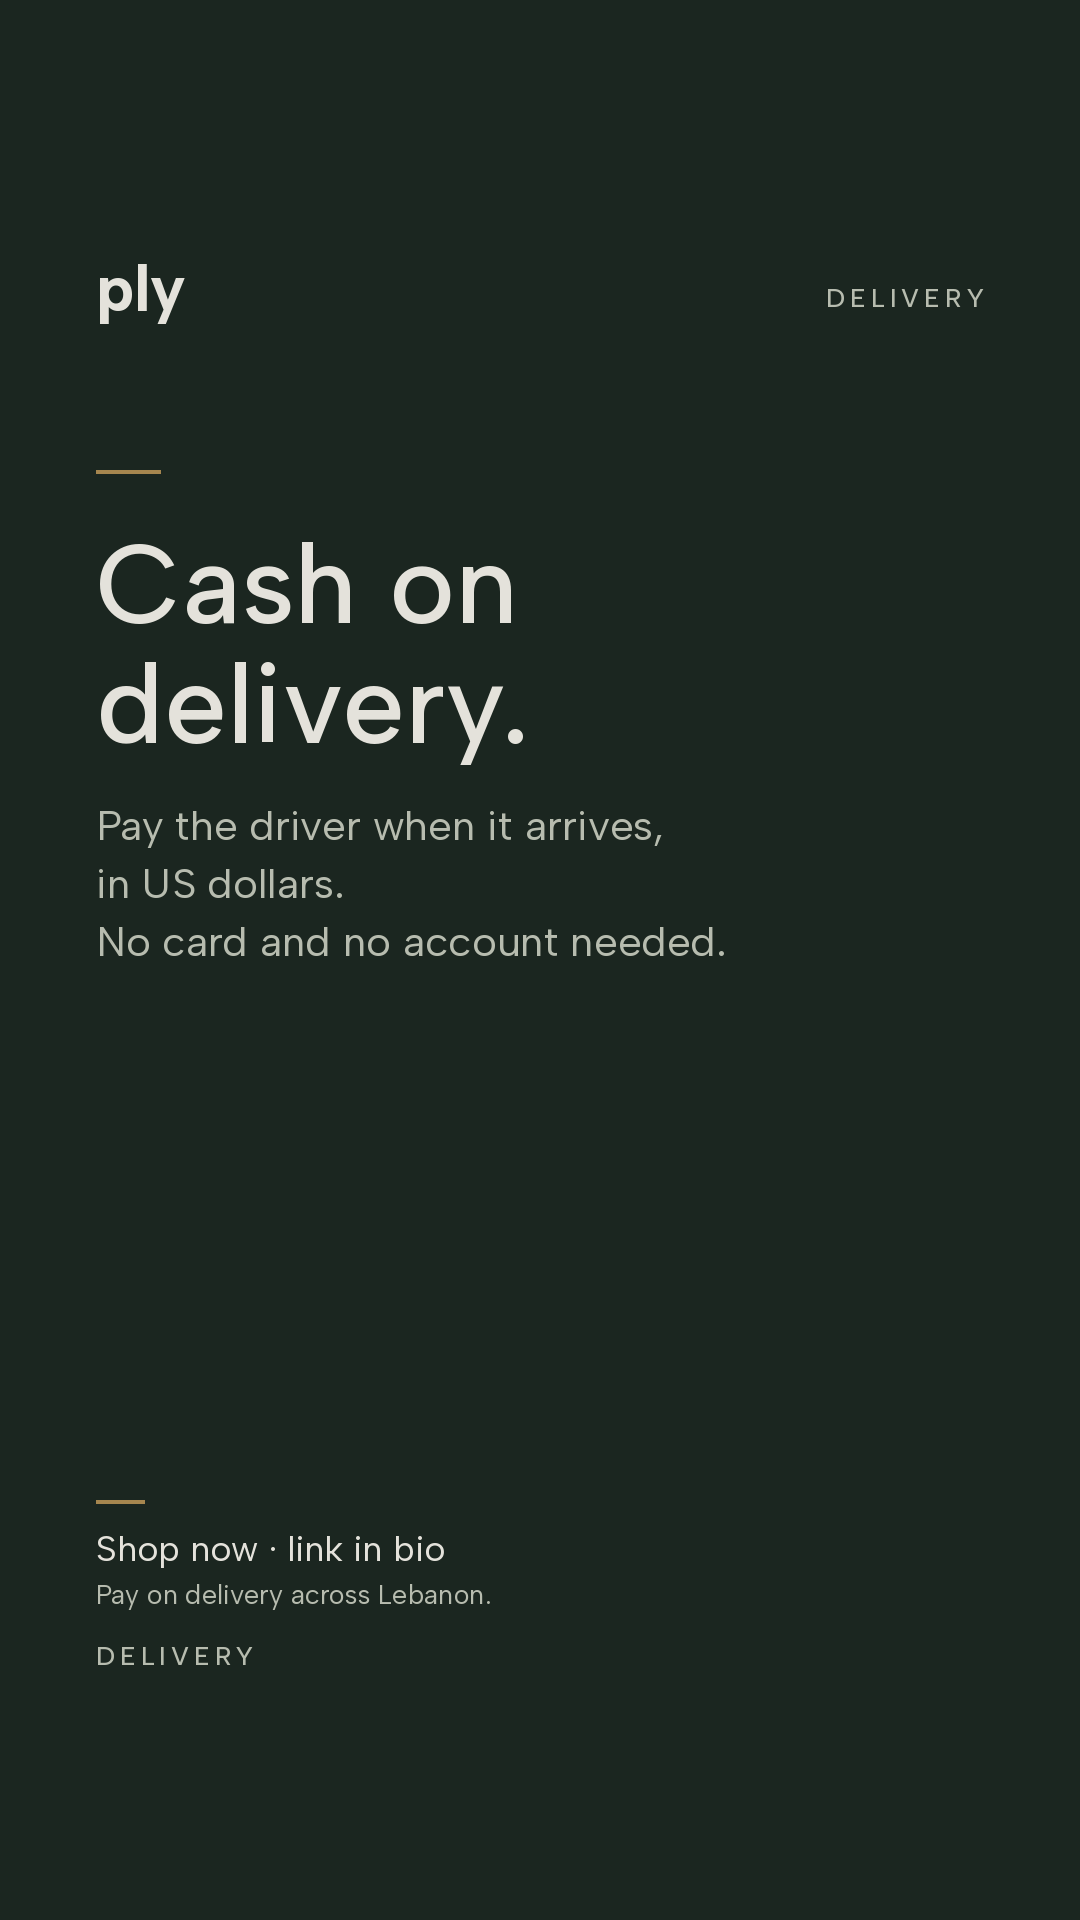 ply
DELIVERY
Cash on
delivery.
Pay the driver when it arrives,
in US dollars.
No card and no account needed.
Shop now · link in bio
Pay on delivery across Lebanon.
DELIVERY